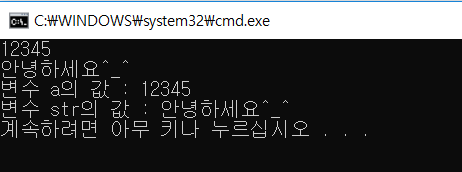 C:₩WINDOWS₩system32₩cmd.exe
12345
안녕하세요^_^
변수 a의 값 : 12345
변수 str의 값 : 안녕하세요^_^
계속하려면 아무 키나 누르십시오 . . .